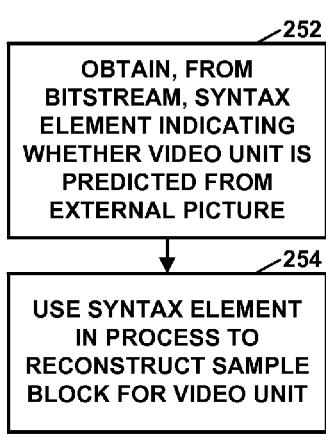 252
OBTAIN, FROM
BITSTREAM, SYNTAX
ELEMENT INDICATING
WHETHER VIDEO UNIT IS
PREDICTED FROM
EXTERNAL PICTURE
254
USE SYNTAX ELEMENT
IN PROCESS TO
RECONSTRUCT SAMPLE
BLOCK FOR VIDEO UNIT